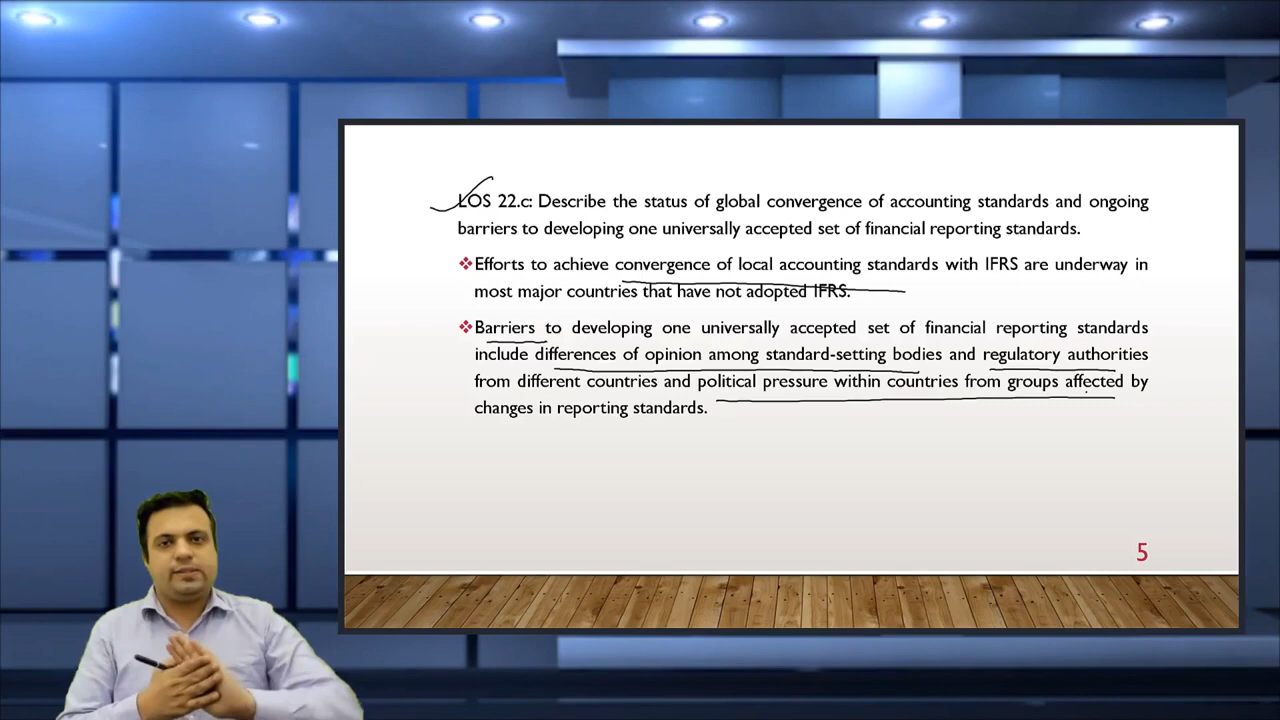 LOS 22.c: Describe the status of global convergence of accounting standards and ongoing
barriers to developing one universally accepted set of financial reporting standards.
❖Efforts to achieve convergence of local accounting standards with IFRS are underway in
most major countries that have not adopted IFRS.
❖Barriers to developing one universally accepted set of financial reporting standards
include differences of opinion among standard-setting bodies and regulatory authorities
from different countries and political pressure within countries from groups affected by
changes in reporting standards.
5